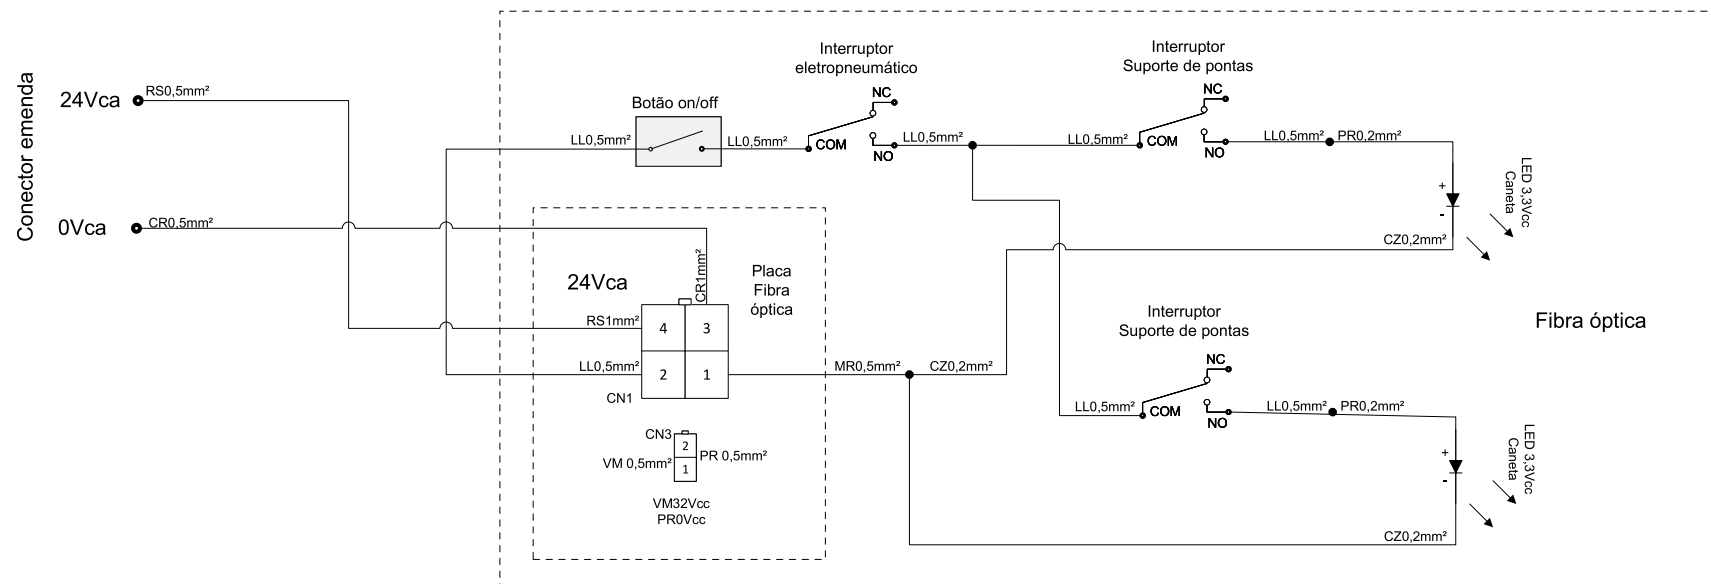 Conector emenda
24Vca
RS0,5mm²
0Vca
CR0,5mm²
Botão on/off
LL0,5mm²
LL0,5mm²
Interruptor
eletropneumático
NC
COM
NO
LL0,5mm²
LL0,5mm²
Interruptor
Suporte de pontas
NC
COM
NO
LL0,5mm²
PR0,2mm²
+
-
LED 3,3Vcc
Caneta
CZ0,2mm²
24Vca
CR1mm²
Placa
Fibra
óptica
RS1mm²
4
3
LL0,5mm²
2
1
CN1
MR0,5mm²
CZ0,2mm²
CN3
2
VM 0,5mm²
1
PR 0,5mm²
VM32Vcc
PR0Vcc
Interruptor
Suporte de pontas
NC
LL0,5mm²
COM
NO
LL0,5mm²
PR0,2mm²
+
-
LED 3,3Vcc
Caneta
CZ0,2mm²
Fibra óptica